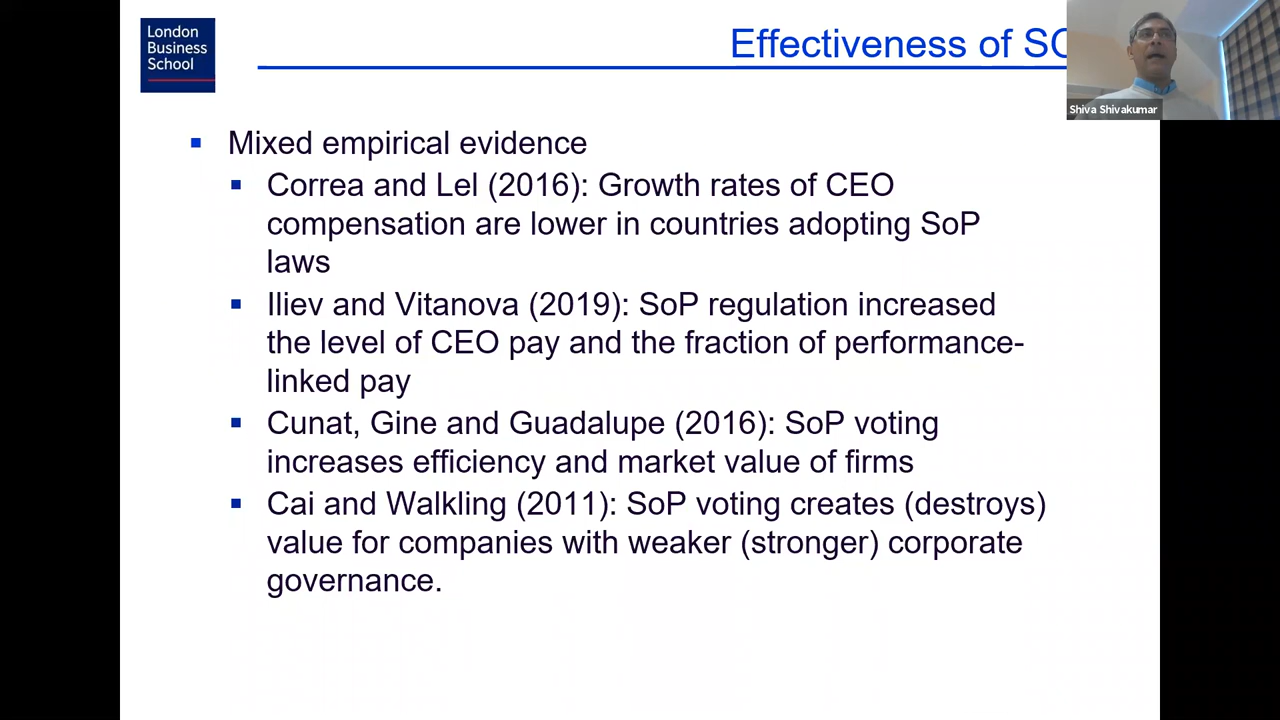 London
Business
School
Effectiveness of
Shiva Shivakumar
▪ Mixed empirical evidence
▪ Correa and Lel (2016): Growth rates of CEO
compensation are lower in countries adopting SoP
laws
▪ Iliev and Vitanova (2019): SoP regulation increased
the level of CEO pay and the fraction of performance-
linked pay
▪ Cunat, Gine and Guadalupe (2016): SoP voting
increases efficiency and market value of firms
▪ Cai and Walkling (2011): SoP voting creates (destroys)
value for companies with weaker (stronger) corporate
governance.